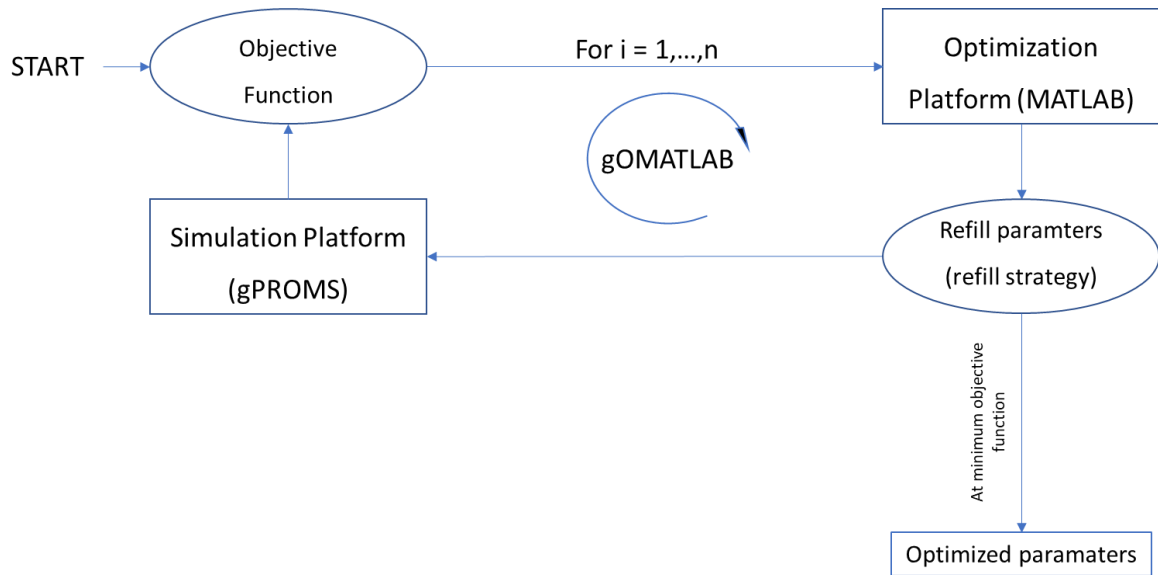 START
Objective
Function
For i = 1,...,n
Optimization
Platform (MATLAB)
gOMATLAB
Simulation Platform
(gPROMS)
Refill paramters
(refill strategy)
At minimum objective
function
Optimized paramaters